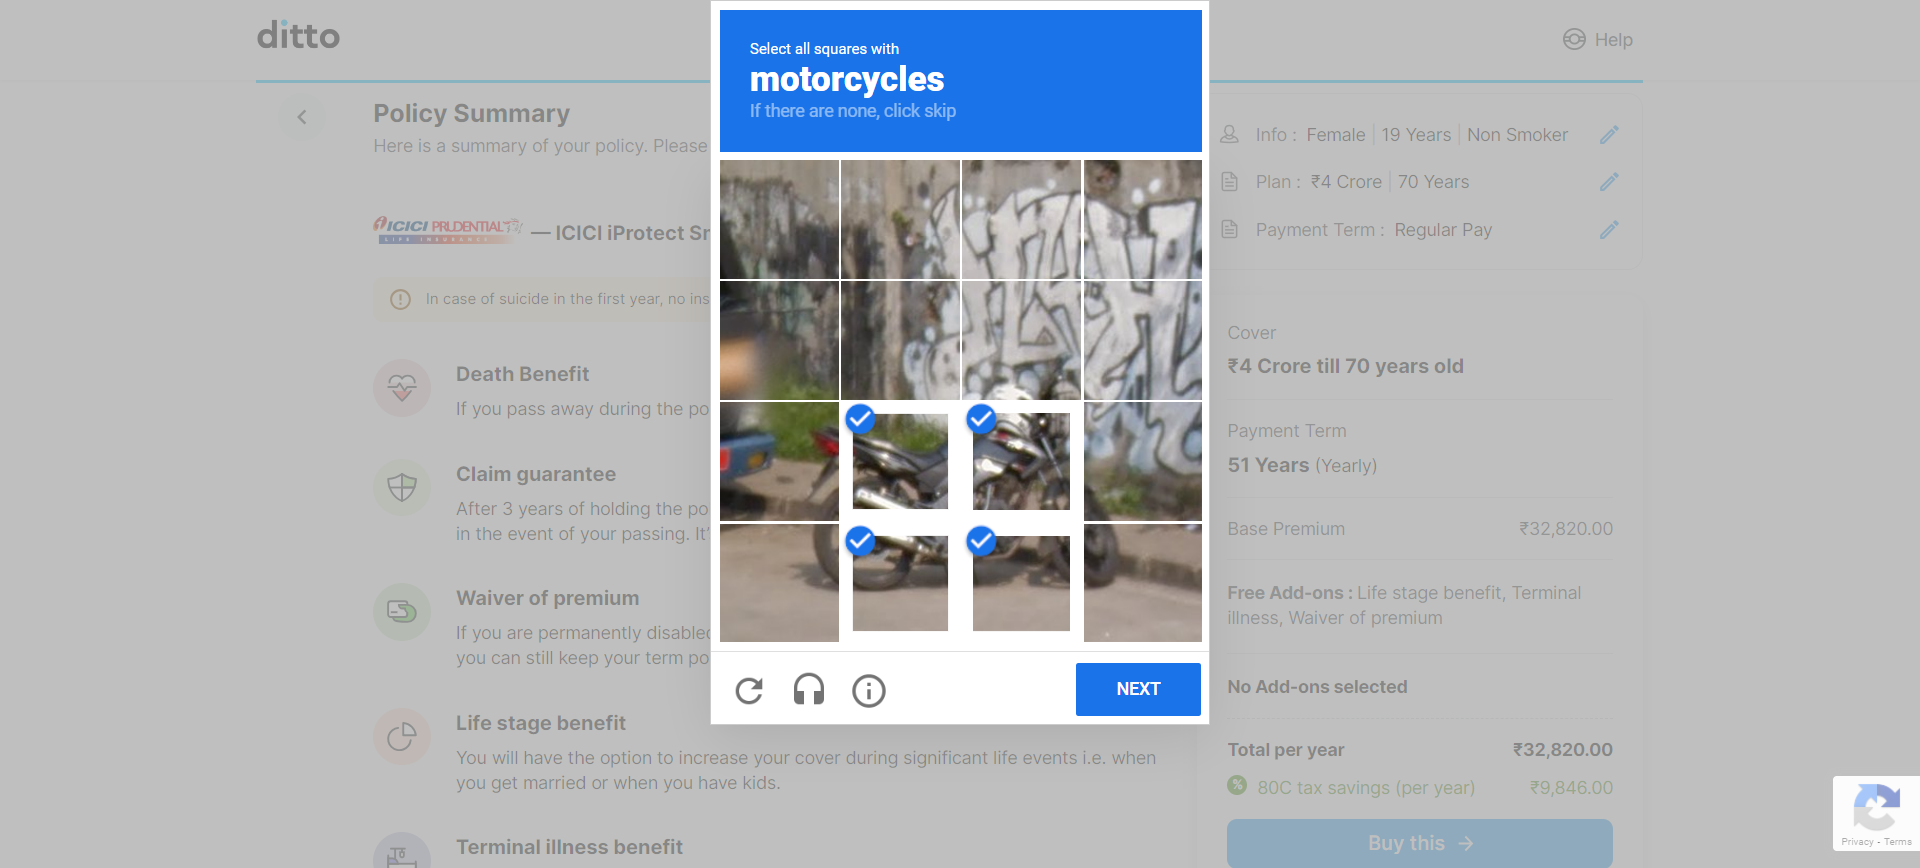 ditto
Help
Select all squares with
motorcycles
If there are none, click skip
Policy Summary
Here is a summary of your policy. Please
ICICI PRUDENTIAL
LIFE INSURANCE
— ICICI iProtect Sr
In case of suicide in the first year, no ins
Death Benefit
If you pass away during the po
Claim guarantee
After 3 years of holding the po
in the event of your passing. It'
Waiver of premium
If you are permanently disabled
you can still keep your term po
Life stage benefit
You will have the option to increase your cover during significant life events i.e. when
you get married or when you have kids.
Terminal illness benefit
NEXT
Info : Female | 19 Years | Non Smoker
Plan : ₹4 Crore | 70 Years
Payment Term : Regular Pay
Cover
₹4 Crore till 70 years old
Payment Term
51 Years (Yearly)
Base Premium ₹32,820.00
Free Add-ons : Life stage benefit, Terminal
illness, Waiver of premium
No Add-ons selected
Total per year ₹32,820.00
80C tax savings (per year) ₹9,846.00
Buy this →
Privacy - Terms